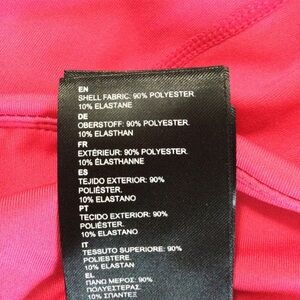 EN
SHELL FABRIC: 90% POLYESTER
10% ELASTANE
DE
OBERSTOFF: 90% POLYESTER.
10% ELASTHAN
FR
EXTÉRIEUR: 90% POLYESTER.
10% ÉLASTHANNE
ES
TEJIDO EXTERIOR: 90%
POLIÉSTER.
10% ELASTANO
PT
TECIDO EXTERIOR: 90%
POLIÉSTER.
10% ELASTANO
IT
TESSUTO SUPERIORE: 90%
POLIESTERE.
10% ELASTAN
EL
ΠΑΝΩ ΜΕΡΟΣ: 90%
ΠΟΛΥΕΣΤΕΡΑΣ
10% ΣΠΑΝΤΕΞ